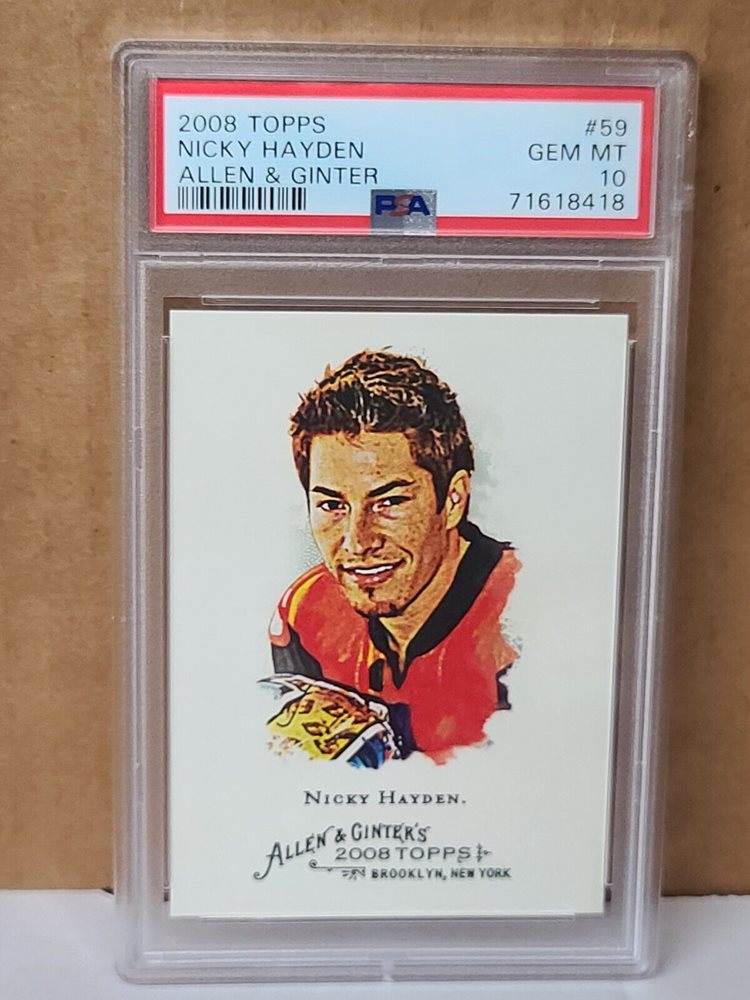 2008 TOPPS #59
NICKY HAYDEN GEM MT
ALLEN & GINTER 10
PSA 71618418
NICKY HAYDEN.
ALLEN & GINTER'S
2008 TOPPS
BROOKLYN, NEW YORK